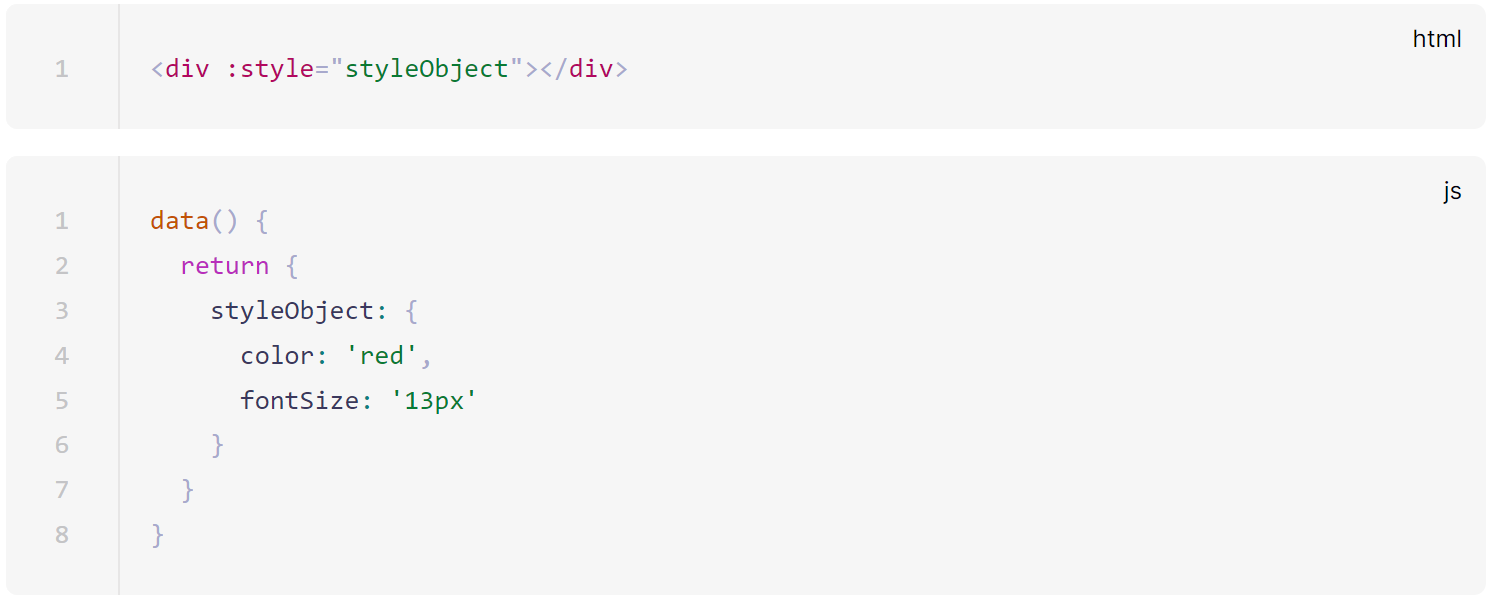 html
1 <div :style="styleObject"></div>
js
1 data() {
2   return {
3     styleObject: {
4       color: 'red',
5       fontSize: '13px'
6     }
7   }
8 }